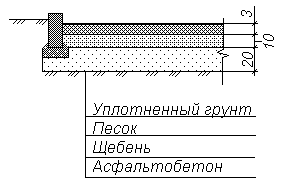 3
10
20
Уплотненный грунт
Песок
Щебень
Асфальтобетон